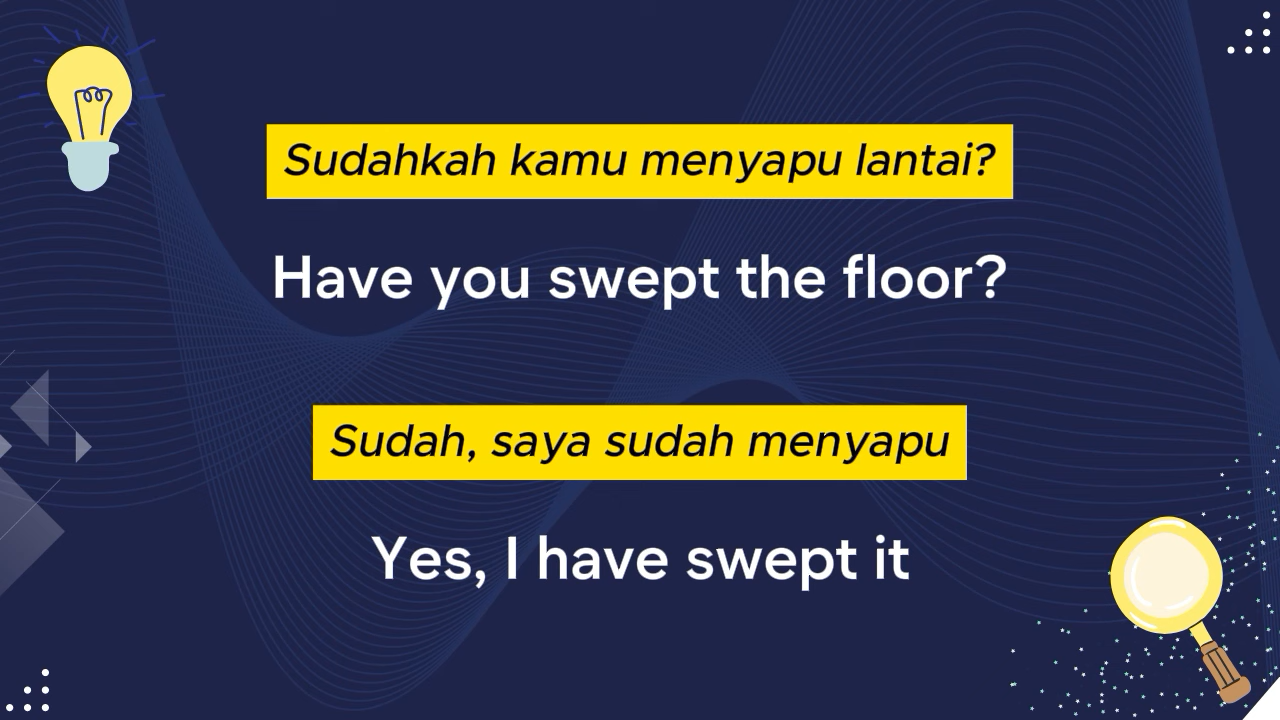 Sudahkah kamu menyapu lantai?
Have you swept the floor?
Sudah, saya sudah menyapu
Yes, I have swept it